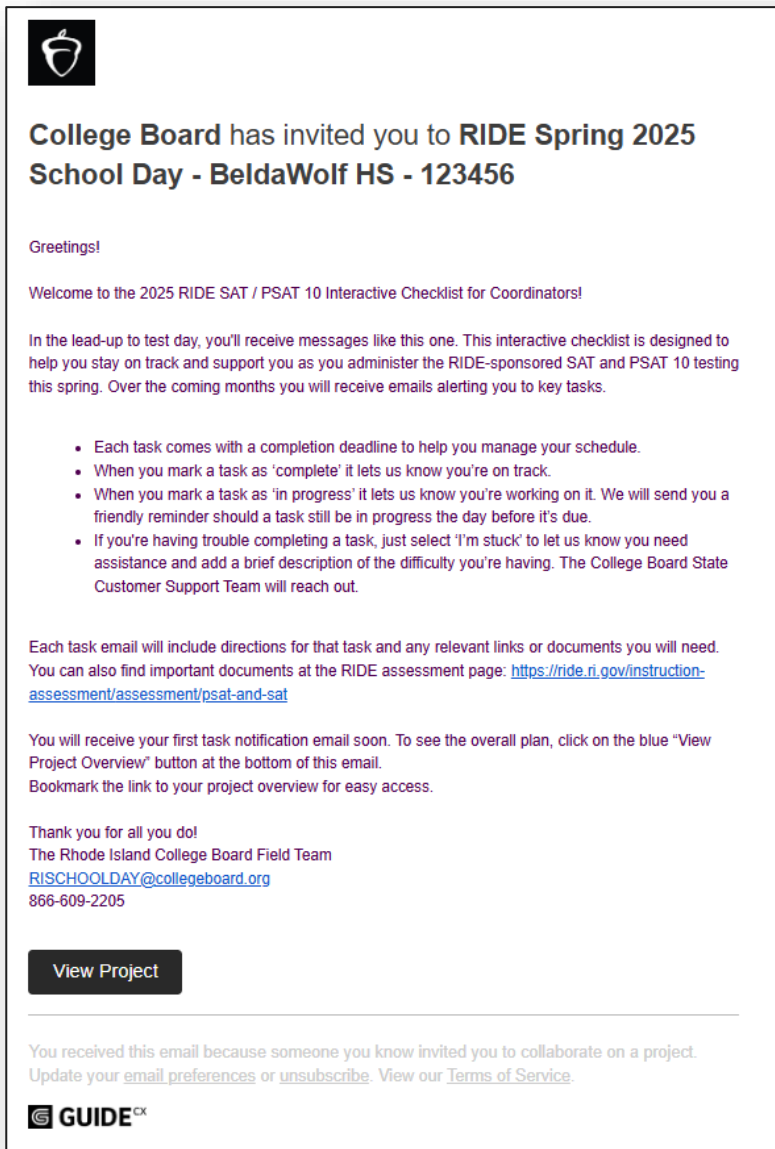 College Board has invited you to RIDE Spring 2025
School Day - BeldaWolf HS - 123456
Greetings!
Welcome to the 2025 RIDE SAT / PSAT 10 Interactive Checklist for Coordinators!
In the lead-up to test day, you'll receive messages like this one. This interactive checklist is designed to
help you stay on track and support you as you administer the RIDE-sponsored SAT and PSAT 10 testing
this spring. Over the coming months you will receive emails alerting you to key tasks.
• Each task comes with a completion deadline to help you manage your schedule.
• When you mark a task as ‘complete’ it lets us know you’re on track.
• When you mark a task as ‘in progress’ it lets us know you’re working on it. We will send you a
friendly reminder should a task still be in progress the day before it’s due.
• If you're having trouble completing a task, just select ‘I’m stuck’ to let us know you need
assistance and add a brief description of the difficulty you’re having. The College Board State
Customer Support Team will reach out.
Each task email will include directions for that task and any relevant links or documents you will need.
You can also find important documents at the RIDE assessment page: https://ride.ri.gov/instruction-
assessment/assessment/psat-and-sat
You will receive your first task notification email soon. To see the overall plan, click on the blue “View
Project Overview” button at the bottom of this email.
Bookmark the link to your project overview for easy access.
Thank you for all you do!
The Rhode Island College Board Field Team
RISCHOOLDAY@collegeboard.org
866-609-2205
View Project
You received this email because someone you know invited you to collaborate on a project.
Update your email preferences or unsubscribe. View our Terms of Service.
GUIDECX